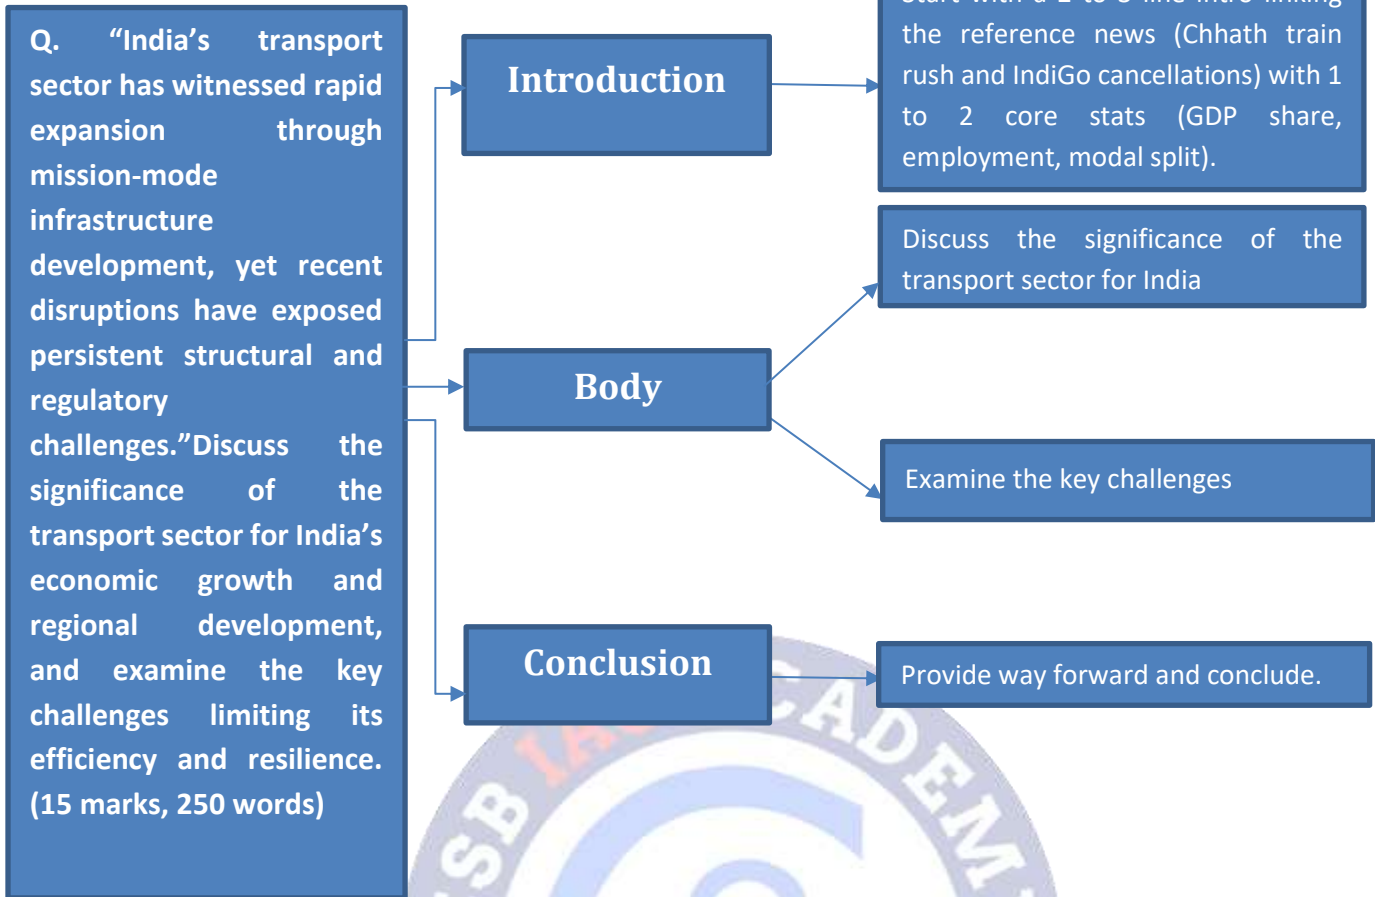 Q. “India’s transport
sector has witnessed rapid
expansion through
mission-mode
infrastructure
development, yet recent
disruptions have exposed
persistent structural and
regulatory
challenges.”Discuss the
significance of the
transport sector for India’s
economic growth and
regional development,
and examine the key
challenges limiting its
efficiency and resilience.
(15 marks, 250 words)
Introduction
the reference news (Chhath train
rush and IndiGo cancellations) with 1
to 2 core stats (GDP share,
employment, modal split).
Body
Discuss the significance of the
transport sector for India
Examine the key challenges
Conclusion
Provide way forward and conclude.
SB IAS ACADEM